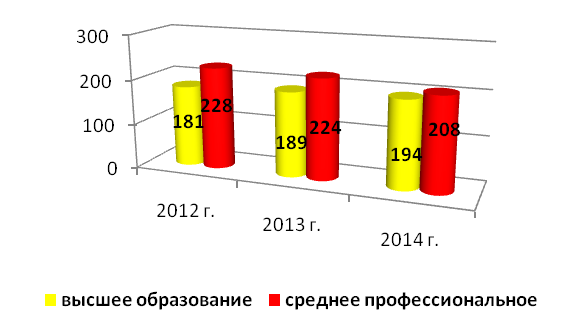 300
200
100
0
181
228
189
224
194
208
2012 г.
2013 г.
2014 г.
высшее образование
среднее профессиональное